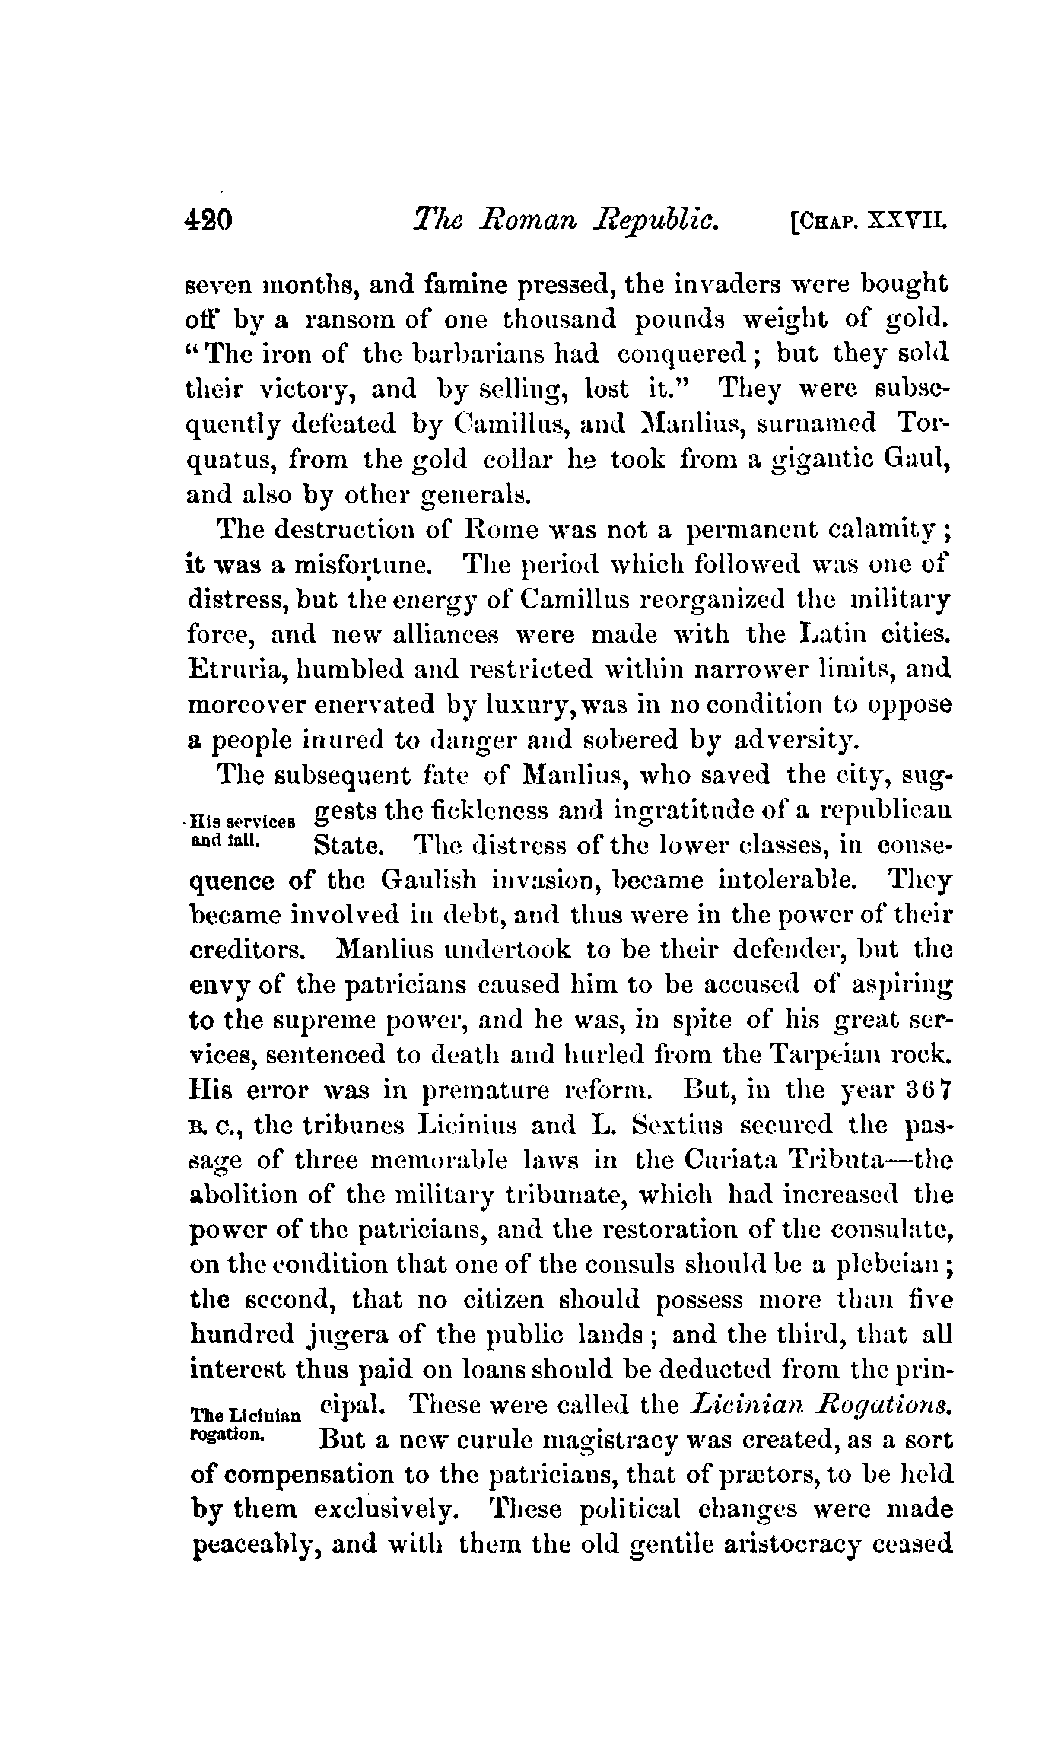 420 The Roman Republic. [CHAP. XXVII.
seven months, and famine pressed, the invaders were bought
off by a ransom of one thousand pounds weight of gold.
“The iron of the barbarians had conquered; but they sold
their victory, and by selling, lost it.” They were subse-
quently defeated by Camillus, and Manlius, surnamed Tor-
quatus, from the gold collar he took from a gigantic Gaul,
and also by other generals.
The destruction of Rome was not a permanent calamity;
it was a misfortune. The period which followed was one of
distress, but the energy of Camillus reorganized the military
force, and new alliances were made with the Latin cities.
Etruria, humbled and restricted within narrower limits, and
moreover enervated by luxury, was in no condition to oppose
a people inured to danger and sobered by adversity.
The subsequent fate of Manlius, who saved the city, sug-
His services
and fall.
gests the fickleness and ingratitude of a republican
State. The distress of the lower classes, in conse-
quence of the Gaulish invasion, became intolerable. They
became involved in debt, and thus were in the power of their
creditors. Manlius undertook to be their defender, but the
envy of the patricians caused him to be accused of aspiring
to the supreme power, and he was, in spite of his great ser-
vices, sentenced to death and hurled from the Tarpeian rock.
His error was in premature reform. But, in the year 367
B. C., the tribunes Licinius and L. Sextius secured the pas-
sage of three memorable laws in the Curiata Tributa—the
abolition of the military tribunate, which had increased the
power of the patricians, and the restoration of the consulate,
on the condition that one of the consuls should be a plebeian;
the second, that no citizen should possess more than five
hundred jugera of the public lands; and the third, that all
interest thus paid on loans should be deducted from the prin-
The Licinian
rogation.
cipal. These were called the Licinian Rogations.
But a new curule magistracy was created, as a sort
of compensation to the patricians, that of prætors, to be held
by them exclusively. These political changes were made
peaceably, and with them the old gentile aristocracy ceased